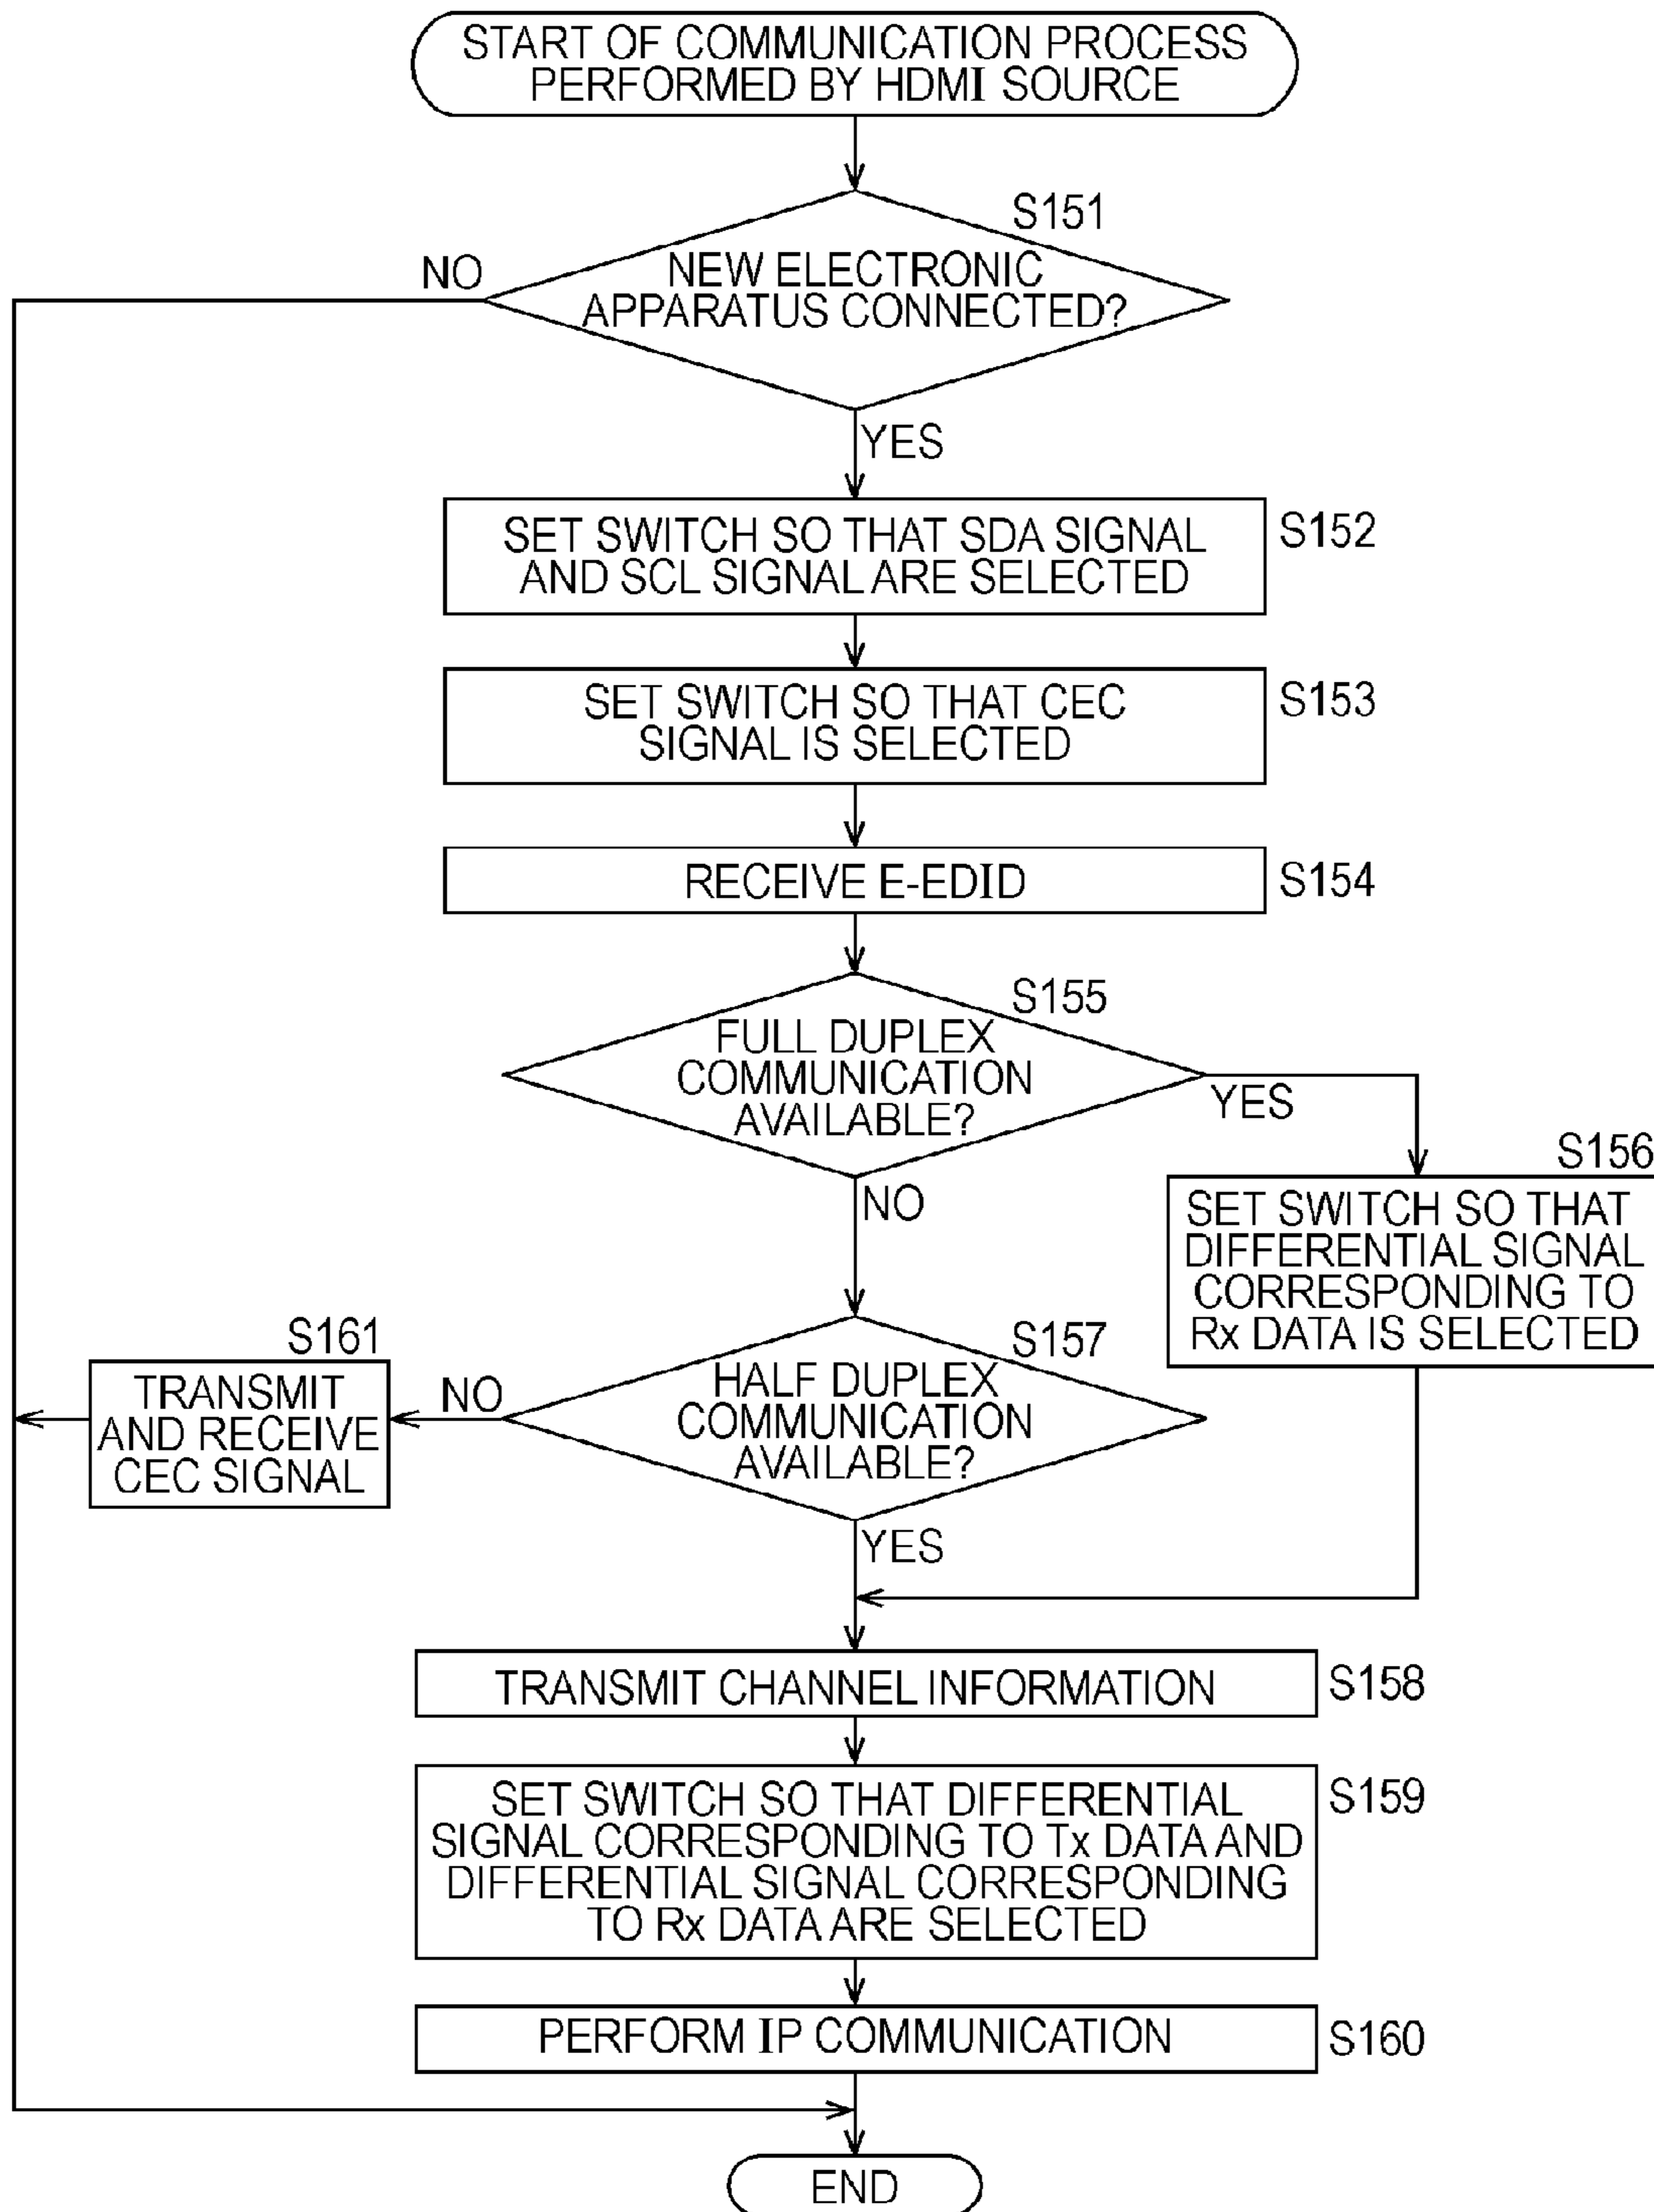 START OF COMMUNICATION PROCESS
PERFORMED BY HDMI SOURCE
S151
NO
NEW ELECTRONIC
APPARATUS CONNECTED?
YES
SET SWITCH SO THAT SDA SIGNAL
AND SCL SIGNAL ARE SELECTED
S152
SET SWITCH SO THAT CEC
SIGNAL IS SELECTED
S153
RECEIVE E-EDID
S154
S155
FULL DUPLEX
COMMUNICATION
AVAILABLE?
YES
NO
S156
SET SWITCH SO THAT
DIFFERENTIAL SIGNAL
CORRESPONDING TO
Rx DATA IS SELECTED
S157
HALF DUPLEX
COMMUNICATION
AVAILABLE?
NO
S161
TRANSMIT
AND RECEIVE
CEC SIGNAL
YES
TRANSMIT CHANNEL INFORMATION
S158
SET SWITCH SO THAT DIFFERENTIAL
SIGNAL CORRESPONDING TO Tx DATA AND
DIFFERENTIAL SIGNAL CORRESPONDING
TO Rx DATA ARE SELECTED
S159
PERFORM IP COMMUNICATION
S160
END